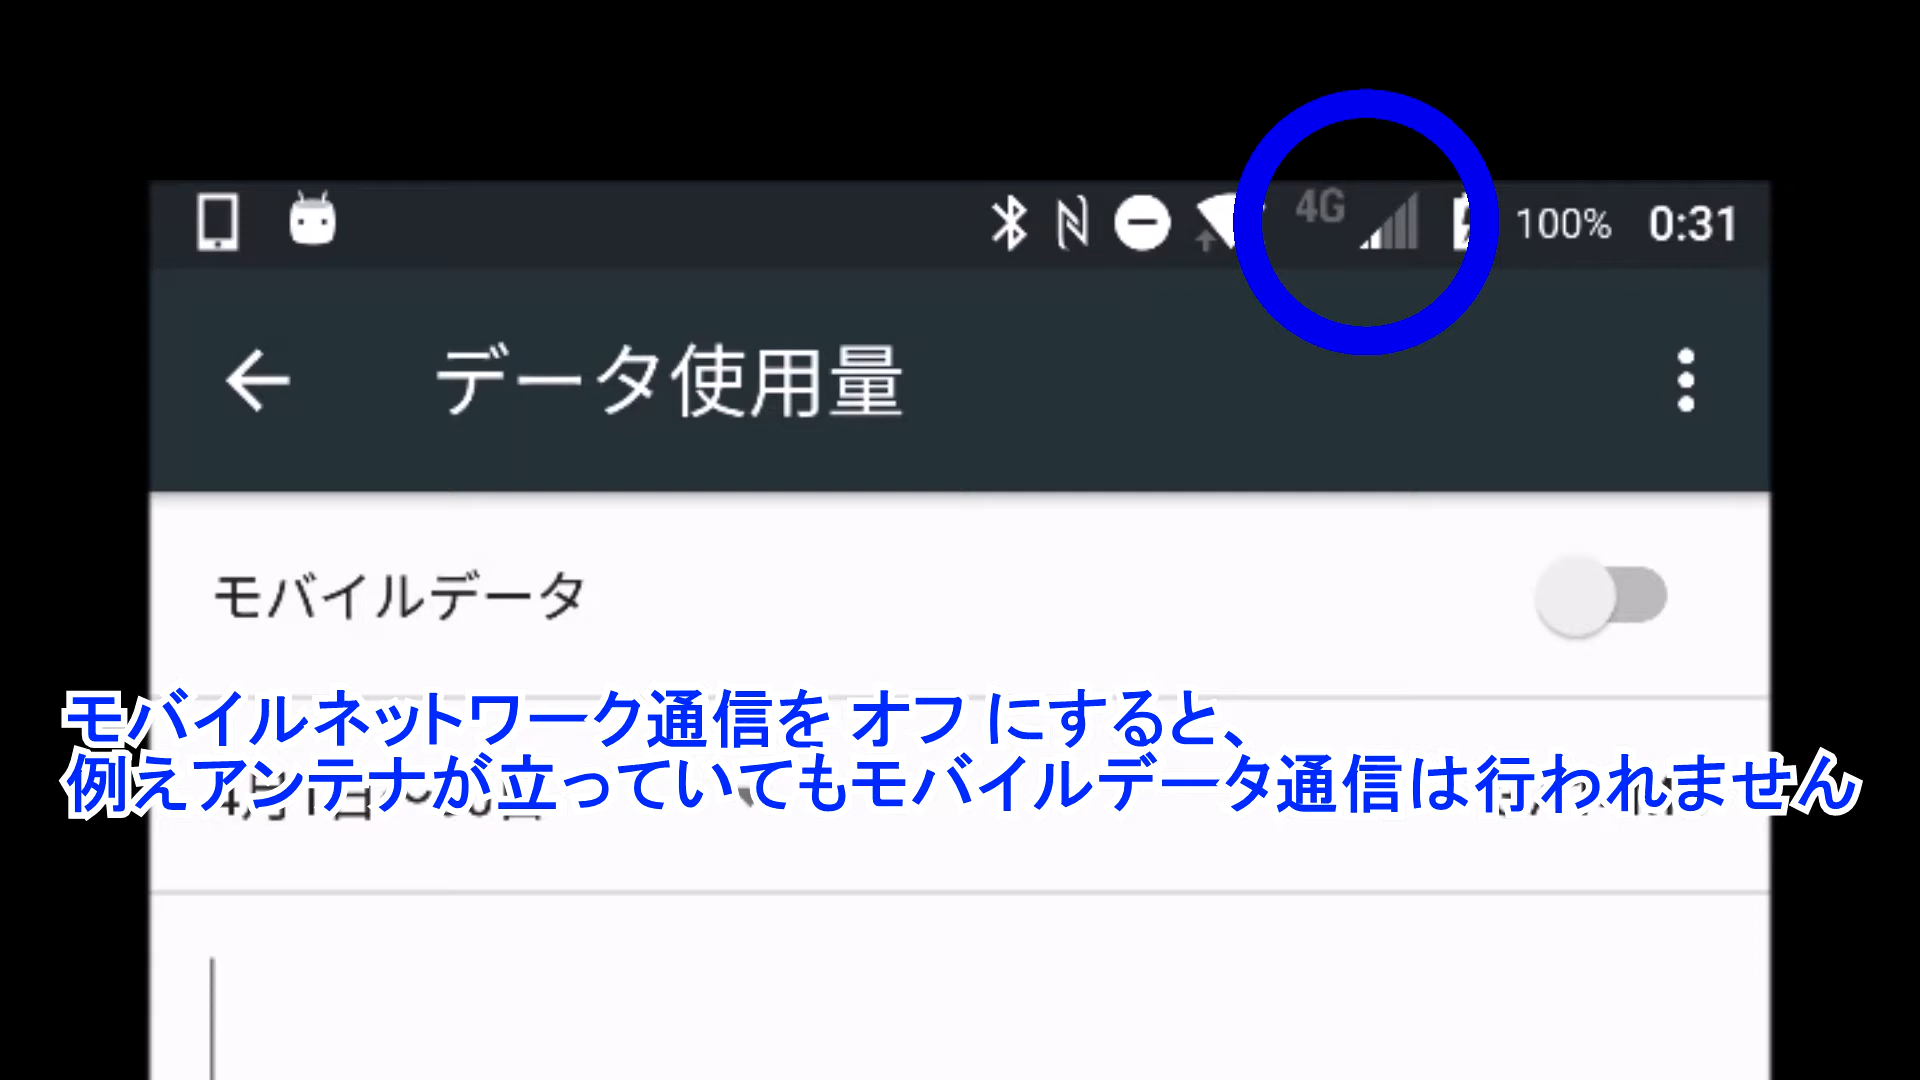 4G 100% 0:31
データ使用量
モバイルデータ
モバイルネットワーク通信を オフ にすると、
例えアンテナが立っていてもモバイルデータ通信は行われません